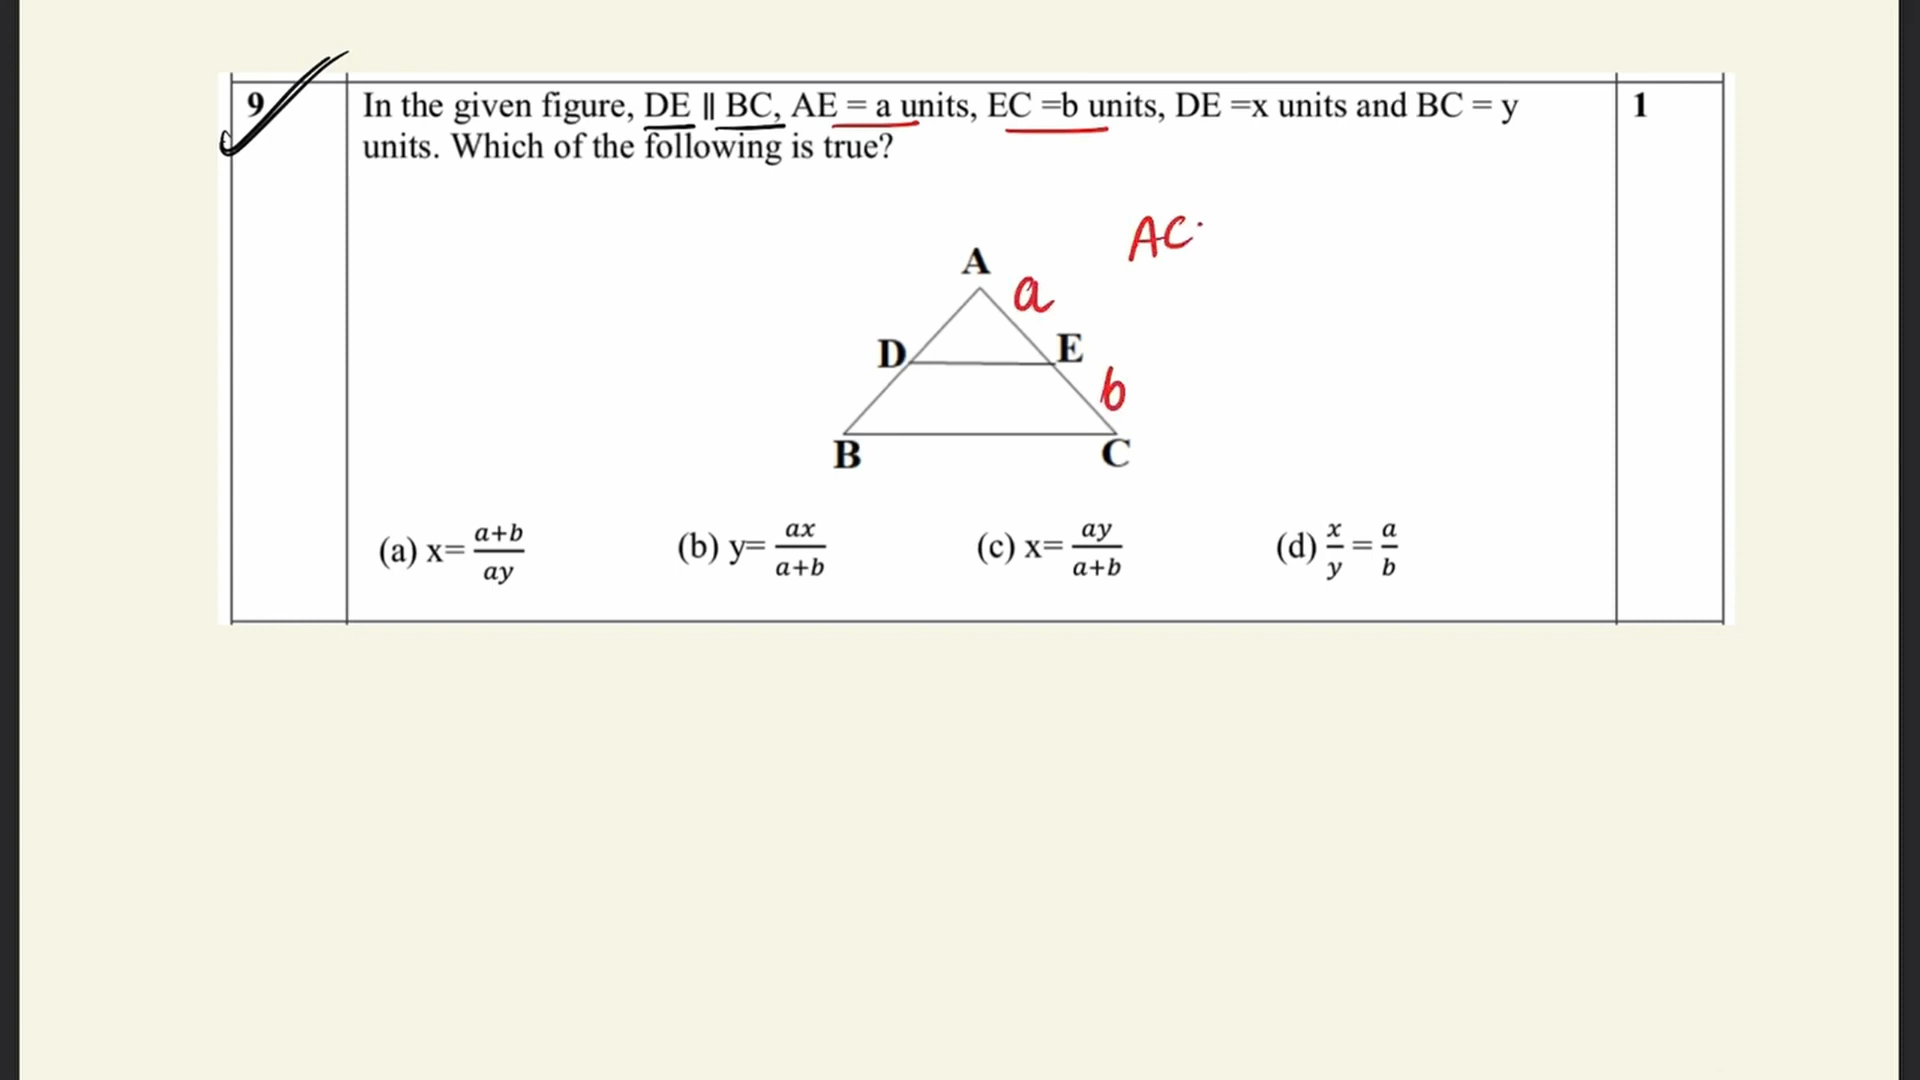 9
In the given figure, DE || BC, AE = a units, EC =b units, DE =x units and BC = y
units. Which of the following is true?
1
AC
A
a
D
E
b
B
C
(a) x= a+b/ay
(b) y= ax/a+b
(c) x= ay/a+b
(d) x/y = a/b